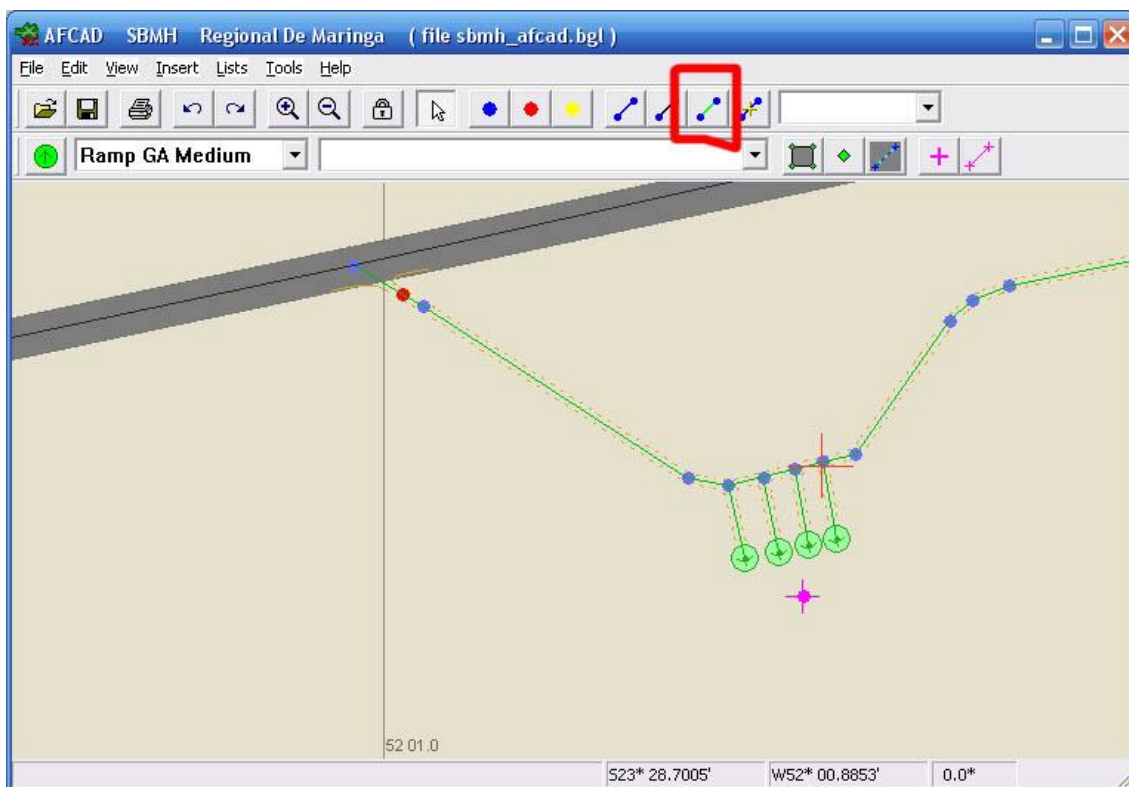 AFCAD SBMH Regional De Maringa ( file sbmh_afcad.bgl )
File Edit View Insert Lists Tools Help
Ramp GA Medium
52 01.0
S23* 28.7005' W52* 00.8853' 0.0*